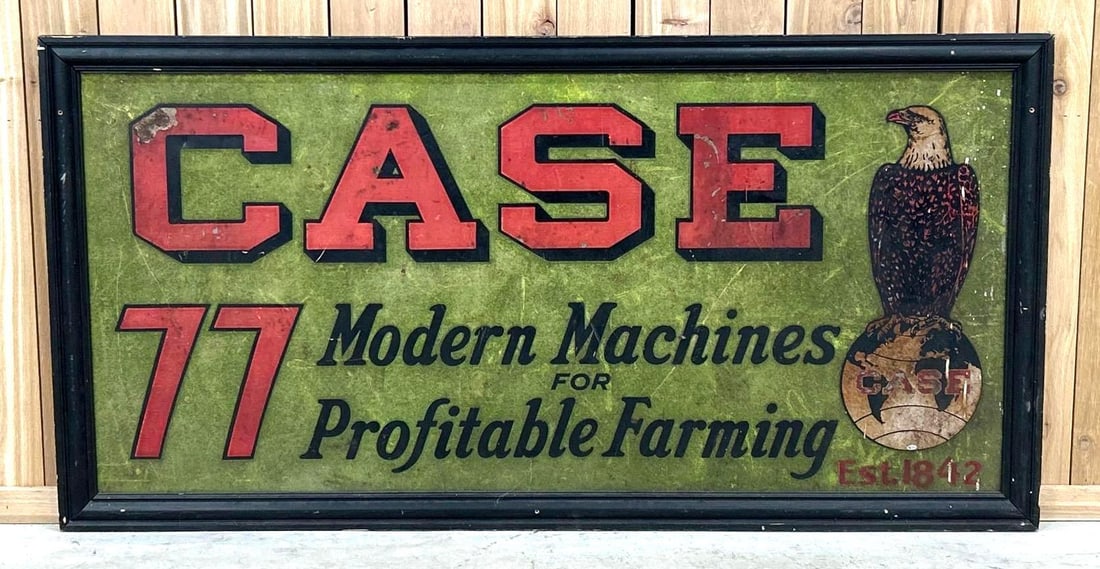 CASE
77 Modern Machines
FOR
Profitable Farming
CASE
Est. 1842